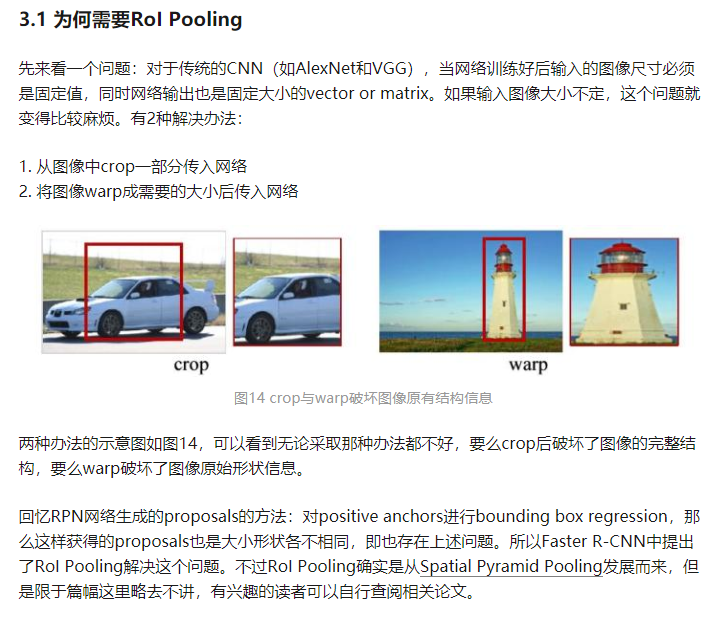 3.1 为何需要RoI Pooling
先来看一个问题：对于传统的CNN（如AlexNet和VGG），当网络训练好后输入的图像尺寸必须
是固定值，同时网络输出也是固定大小的vector or matrix。如果输入图像大小不定，这个问题就
变得比较麻烦。有2种解决办法：
1. 从图像中crop一部分传入网络
2. 将图像warp成需要的大小后传入网络
crop
warp
图14 crop与warp破坏图像原有结构信息
两种办法的示意图如图14，可以看到无论采取那种办法都不好，要么crop后破坏了图像的完整结
构，要么warp破坏了图像原始形状信息。
回忆RPN网络生成的proposals的方法：对positive anchors进行bounding box regression，那
么这样获得的proposals也是大小形状各不相同，即也存在上述问题。所以Faster R-CNN中提出
了RoI Pooling解决这个问题。不过RoI Pooling确实是从Spatial Pyramid Pooling发展而来，但
是限于篇幅这里略去不讲，有兴趣的读者可以自行查阅相关论文。